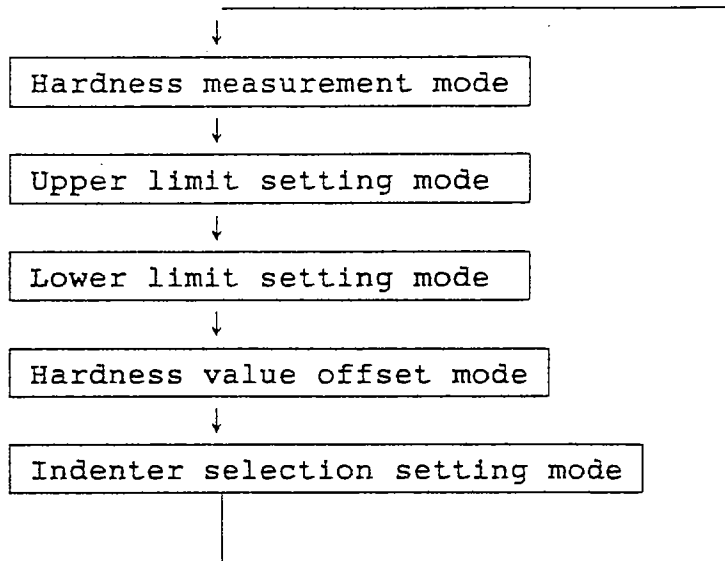 Hardness measurement mode
Upper limit setting mode
Lower limit setting mode
Hardness value offset mode
Indenter selection setting mode